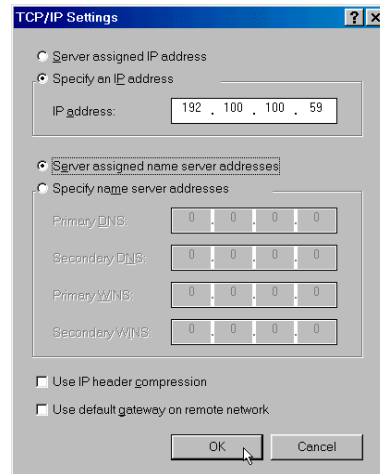 TCP/IP Settings
Server assigned IP address
Specify an IP address
IP address: 192 . 100 . 100 . 59
Server assigned name server addresses
Specify name server addresses
Primary DNS: 0 . 0 . 0 . 0
Secondary DNS: 0 . 0 . 0 . 0
Primary WINS: 0 . 0 . 0 . 0
Secondary WINS: 0 . 0 . 0 . 0
Use IP header compression
Use default gateway on remote network
OK Cancel